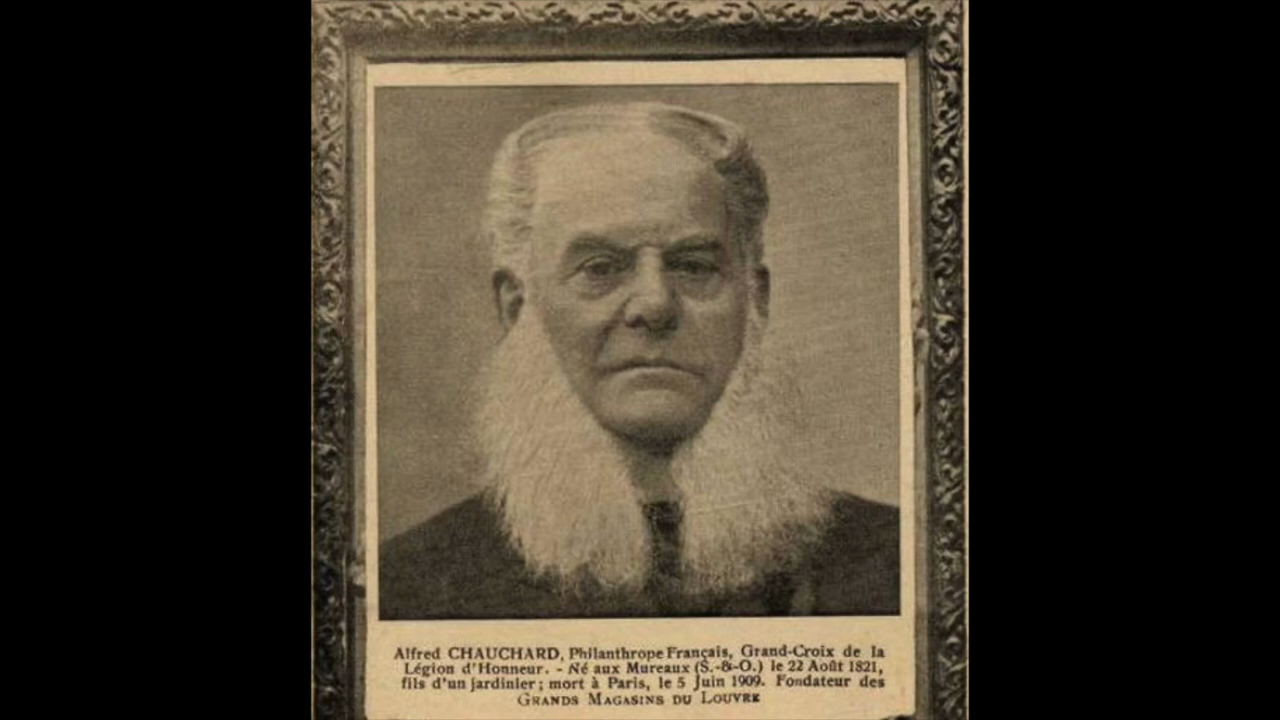 Alfred CHAUCHARD, Philanthrope Français, Grand-Croix de la
Légion d'Honneur. - Né aux Mureaux (S.-&-O.) le 22 Août 1821,
fils d'un jardinier ; mort à Paris, le 5 Juin 1909. Fondateur des
GRANDS MAGASINS DU LOUVRE